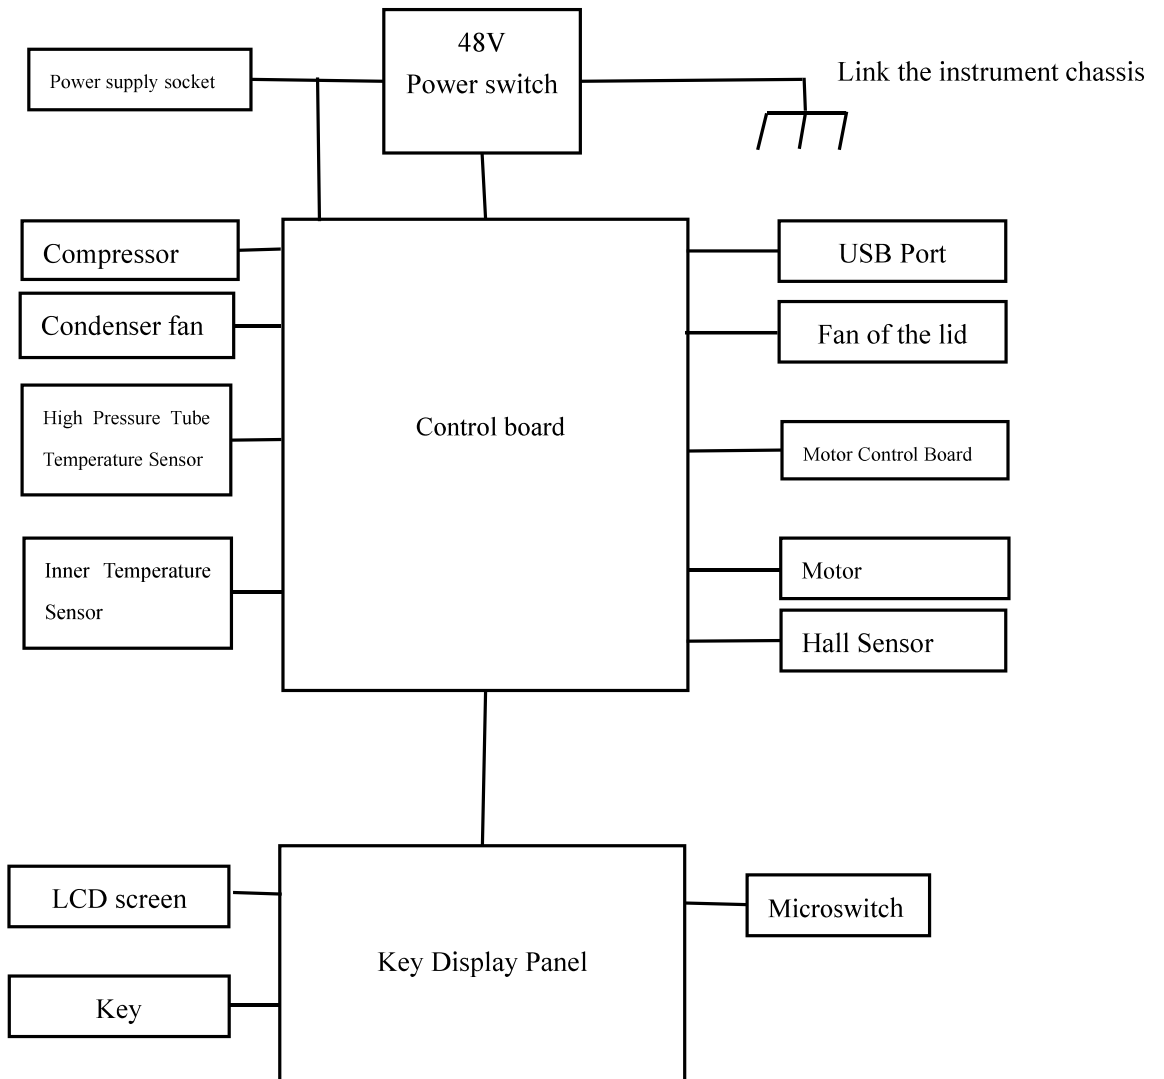 48V
Power switch
Power supply socket
Link the instrument chassis
Compressor
USB Port
Condenser fan
Fan of the lid
High Pressure Tube
Temperature Sensor
Control board
Motor Control Board
Inner Temperature
Sensor
Motor
Hall Sensor
LCD screen
Microswitch
Key Display Panel
Key